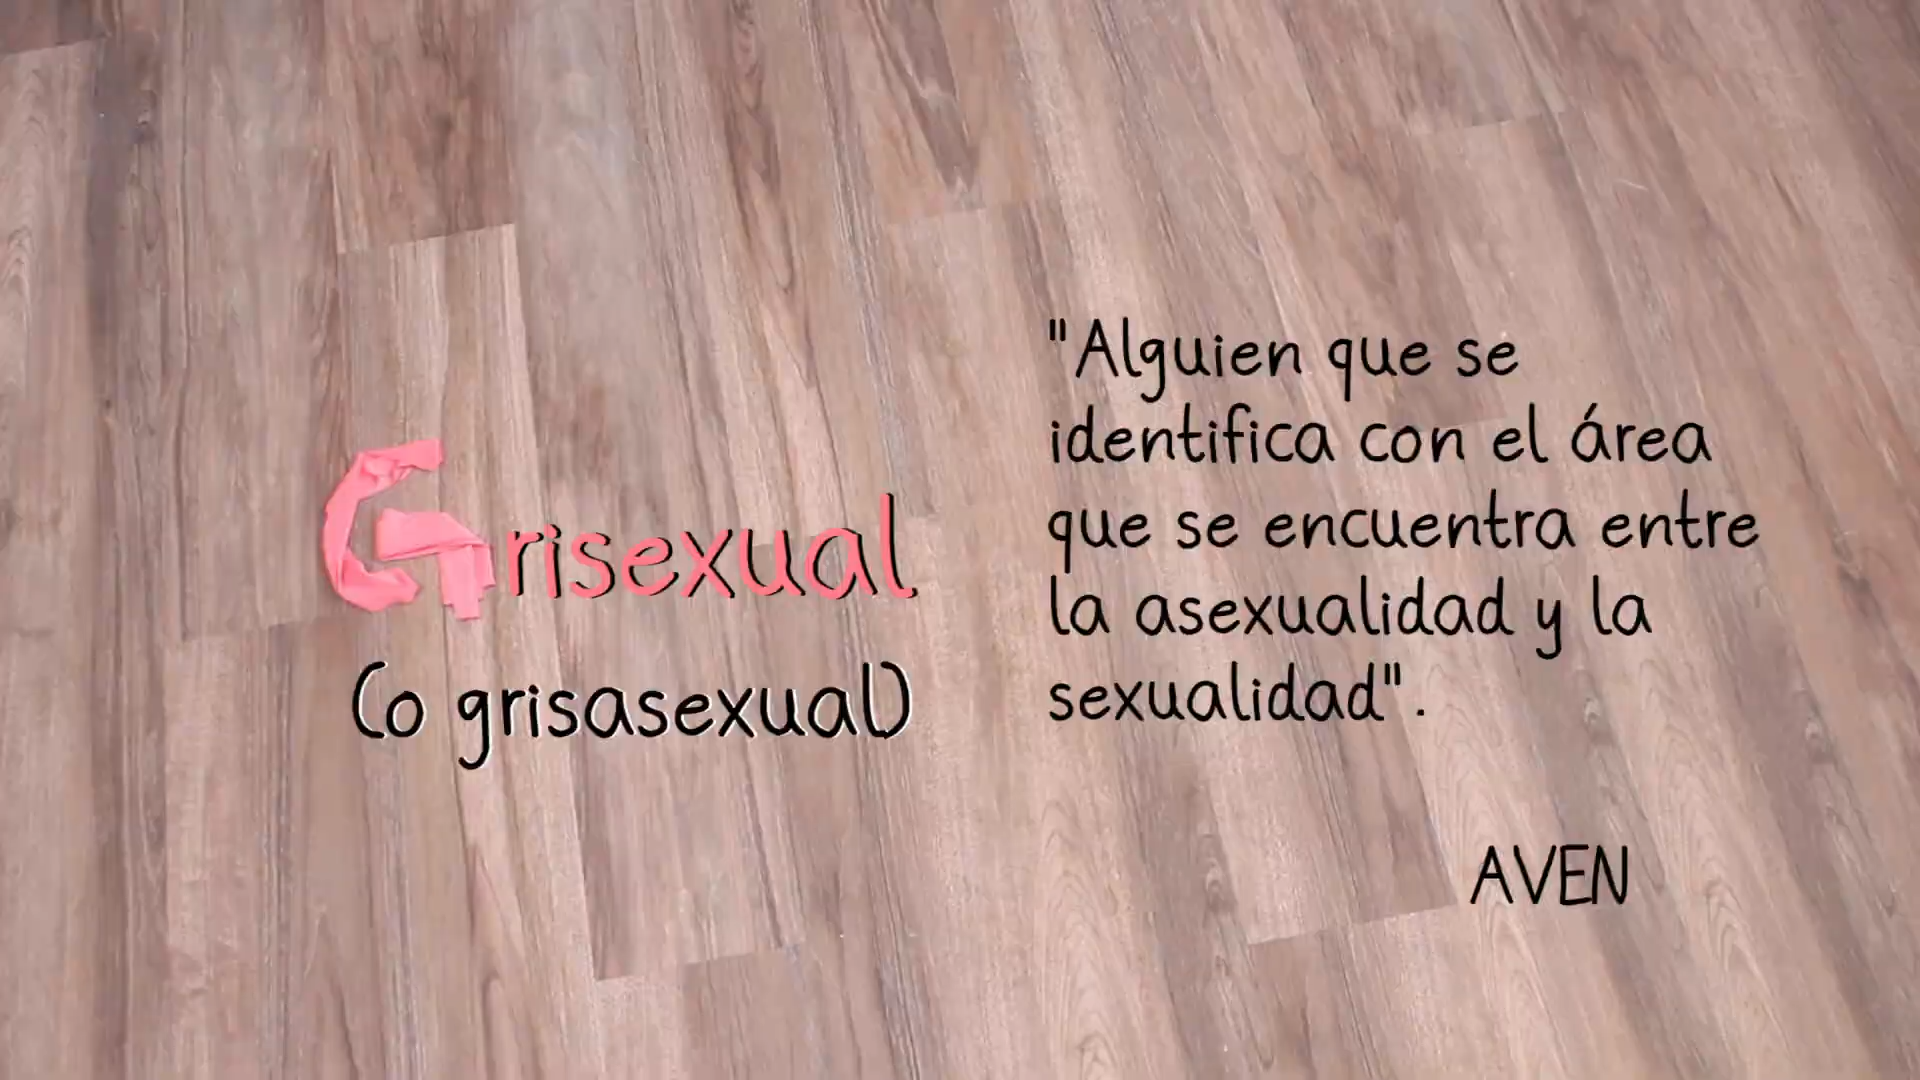 Grisexual
(o grisasexual)
"Alguien que se
identifica con el área
que se encuentra entre
la asexualidad y la
sexualidad".
AVEN